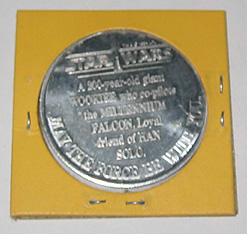 STAR WARS
A 200-year-old giant
WOOKIEE, who co-pilots
the MILLENNIUM
FALCON, Loyal
friend of HAN
SOLO.
MAY THE FORCE BE WITH YOU